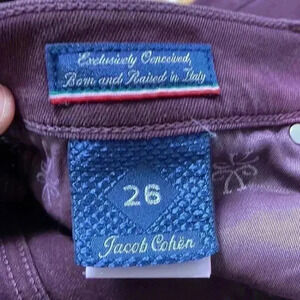 Exclusively Conceived,
Born and Raised in Italy
26
Jacob Cohën